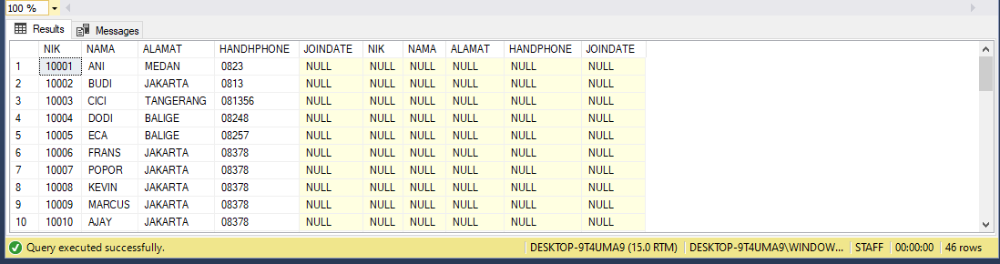 100 %
Results Messages
NIK NAMA ALAMAT HANDHPHONE JOINDATE NIK NAMA ALAMAT HANDPHONE JOINDATE
1 10001 ANI MEDAN 0823 NULL NULL NULL NULL NULL NULL
2 10002 BUDI JAKARTA 0813 NULL NULL NULL NULL NULL NULL
3 10003 CICI TANGERANG 081356 NULL NULL NULL NULL NULL NULL
4 10004 DODI BALIGE 08248 NULL NULL NULL NULL NULL NULL
5 10005 ECA BALIGE 08257 NULL NULL NULL NULL NULL NULL
6 10006 FRANS JAKARTA 08378 NULL NULL NULL NULL NULL NULL
7 10007 POPOR JAKARTA 08378 NULL NULL NULL NULL NULL NULL
8 10008 KEVIN JAKARTA 08378 NULL NULL NULL NULL NULL NULL
9 10009 MARCUS JAKARTA 08378 NULL NULL NULL NULL NULL NULL
10 10010 AJAY JAKARTA 08378 NULL NULL NULL NULL NULL NULL
Query executed successfully. DESKTOP-9T4UMA9 (15.0 RTM) DESKTOP-9T4UMA9\WINDOW... STAFF 00:00:00 46 rows